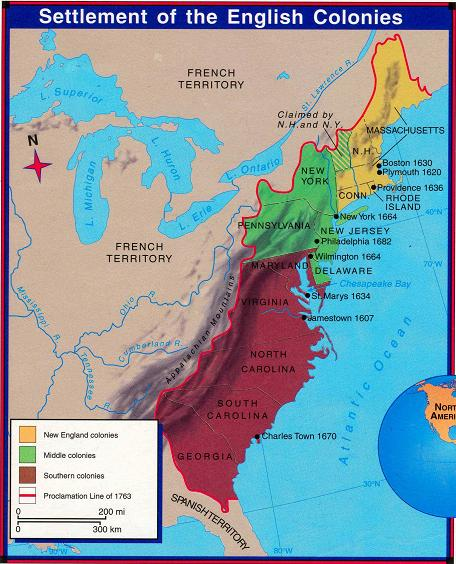 Settlement of the English Colonies
FRENCH
TERRITORY
L. Superior
St. Lawrence R.
Claimed by
N.H. and N.Y.
MASSACHUSETTS
N
L. Huron
L. Michigan
L. Ontario
L. Erie
N.H.
Boston 1630
Plymouth 1620
NEW
YORK
CONN.
Providence 1636
RHODE
ISLAND
40°N
New York 1664
PENNSYLVANIA
NEW JERSEY
Philadelphia 1682
FRENCH
TERRITORY
Wilmington 1664
70°W
MARYLAND
DELAWARE
Chesapeake Bay
Mississippi R.
Ohio R.
VIRGINIA
St. Marys 1634
Jamestown 1607
Cumberland R.
Tennessee
R.
Appalachian Mountains
NORTH
CAROLINA
Atlantic Ocean
SOUTH
CAROLINA
NORT
AMERI
Charles Town 1670
GEORGIA
New England colonies
Middle colonies
Southern colonies
Proclamation Line of 1763
0 200 mi
0 300 km
30°N
SPANISH TERRITORY
90°W
80°W